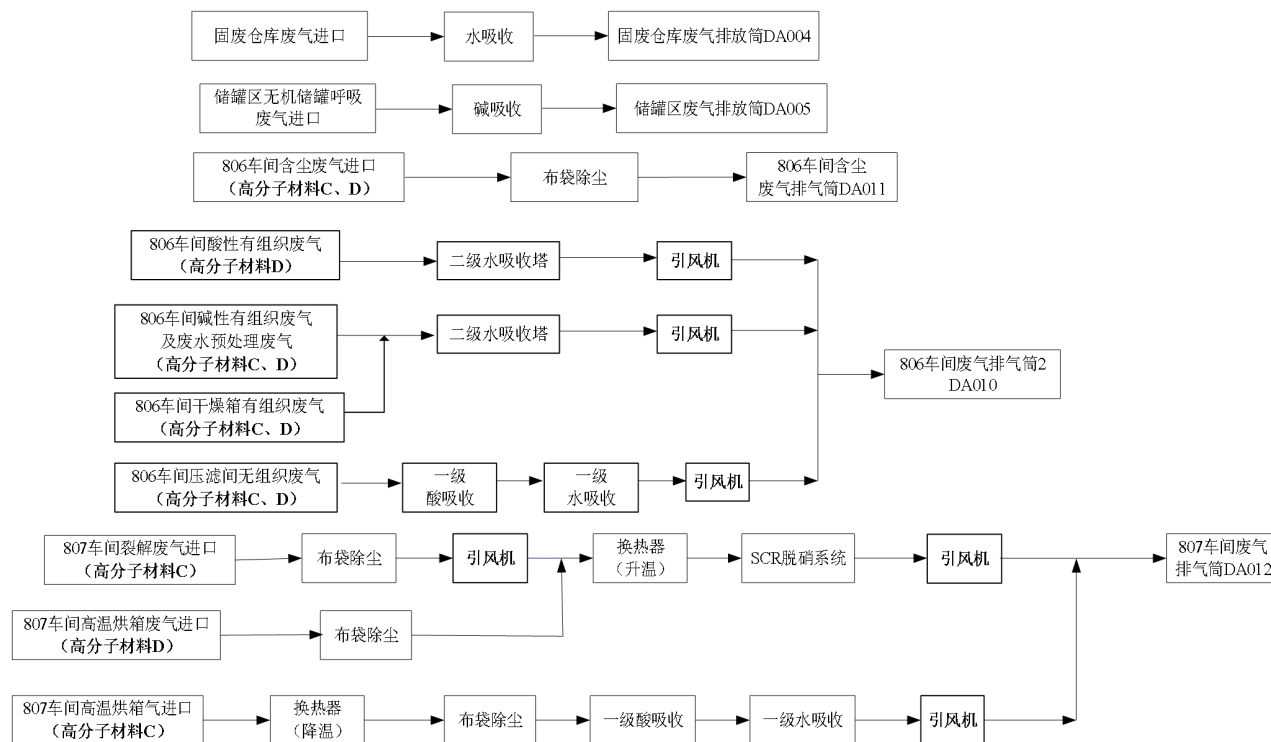 固废仓库废气进口
水吸收
固废仓库废气排放筒DA004
储罐区无机储罐呼吸
废气进口
碱吸收
储罐区废气排放筒DA005
806车间含尘废气进口
（高分子材料C、D）
布袋除尘
806车间含尘
废气排气筒DA011
806车间酸性有组织废气
（高分子材料D）
二级水吸收塔
引风机
806车间碱性有组织废气
及废水预处理废气
（高分子材料C、D）
二级水吸收塔
引风机
806车间干燥箱有组织废气
（高分子材料C、D）
806车间废气排气筒2
DA010
806车间压滤间无组织废气
（高分子材料C、D）
一级
酸吸收
一级
水吸收
引风机
807车间裂解废气进口
（高分子材料C）
布袋除尘
引风机
换热器
（升温）
SCR脱硝系统
引风机
807车间废气
排气筒DA012
807车间高温烘箱废气进口
（高分子材料D）
布袋除尘
807车间高温烘箱气进口
（高分子材料C）
换热器
（降温）
布袋除尘
一级酸吸收
一级水吸收
引风机